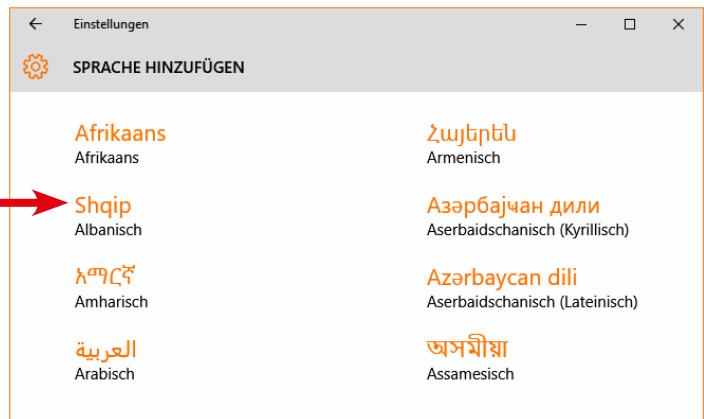 Einstellungen
SPRACHE HINZUFÜGEN
Afrikaans
Afrikaans
Shqip
Albanisch
አማርኛ
Amharisch
العربية
Arabisch
Հայերեն
Armenisch
Азәрбајҹан дили
Aserbaidschanisch (Kyrillisch)
Azərbaycan dili
Aserbaidschanisch (Lateinisch)
অসমীয়া
Assamesisch